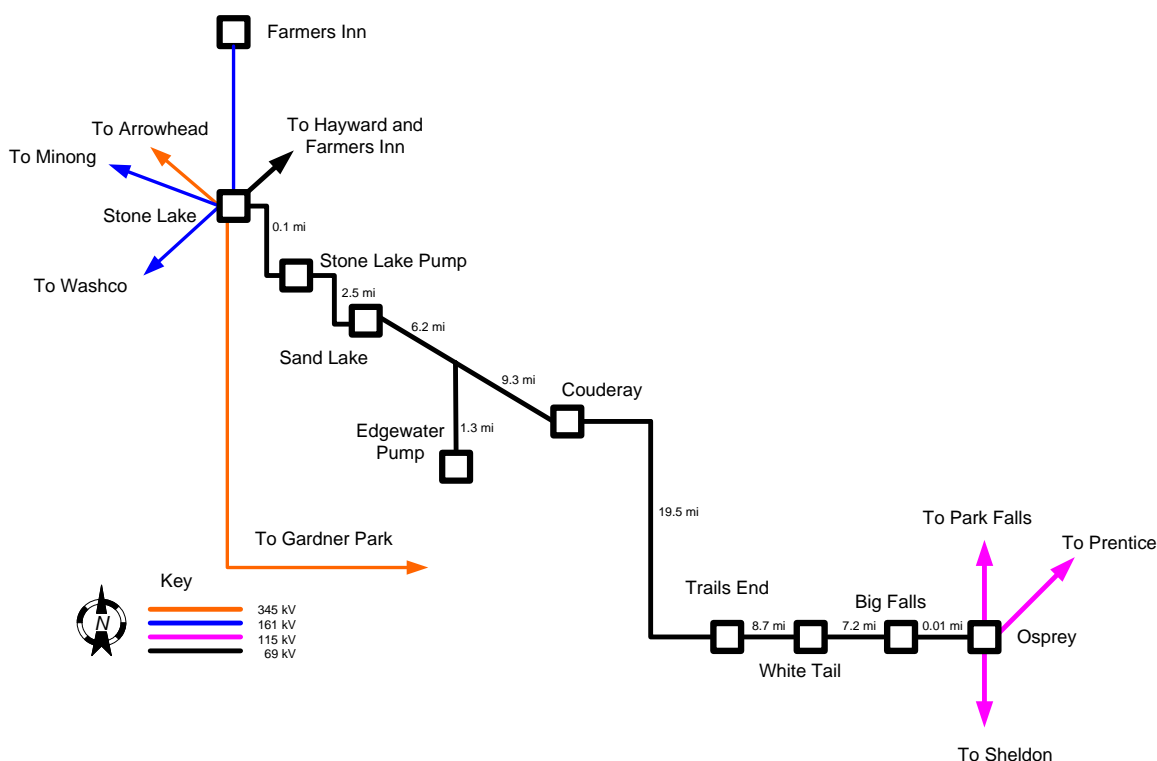 Farmers Inn
To Arrowhead
To Hayward and
Farmers Inn
To Minong
Stone Lake
0.1 mi
Stone Lake Pump
To Washco
2.5 mi
6.2 mi
Sand Lake
9.3 mi
Couderay
1.3 mi
Edgewater
Pump
19.5 mi
To Park Falls
To Gardner Park
To Prentice
Key
345 kV
161 kV
115 kV
69 kV
N
Trails End
Big Falls
8.7 mi
7.2 mi
0.01 mi
Osprey
White Tail
To Sheldon